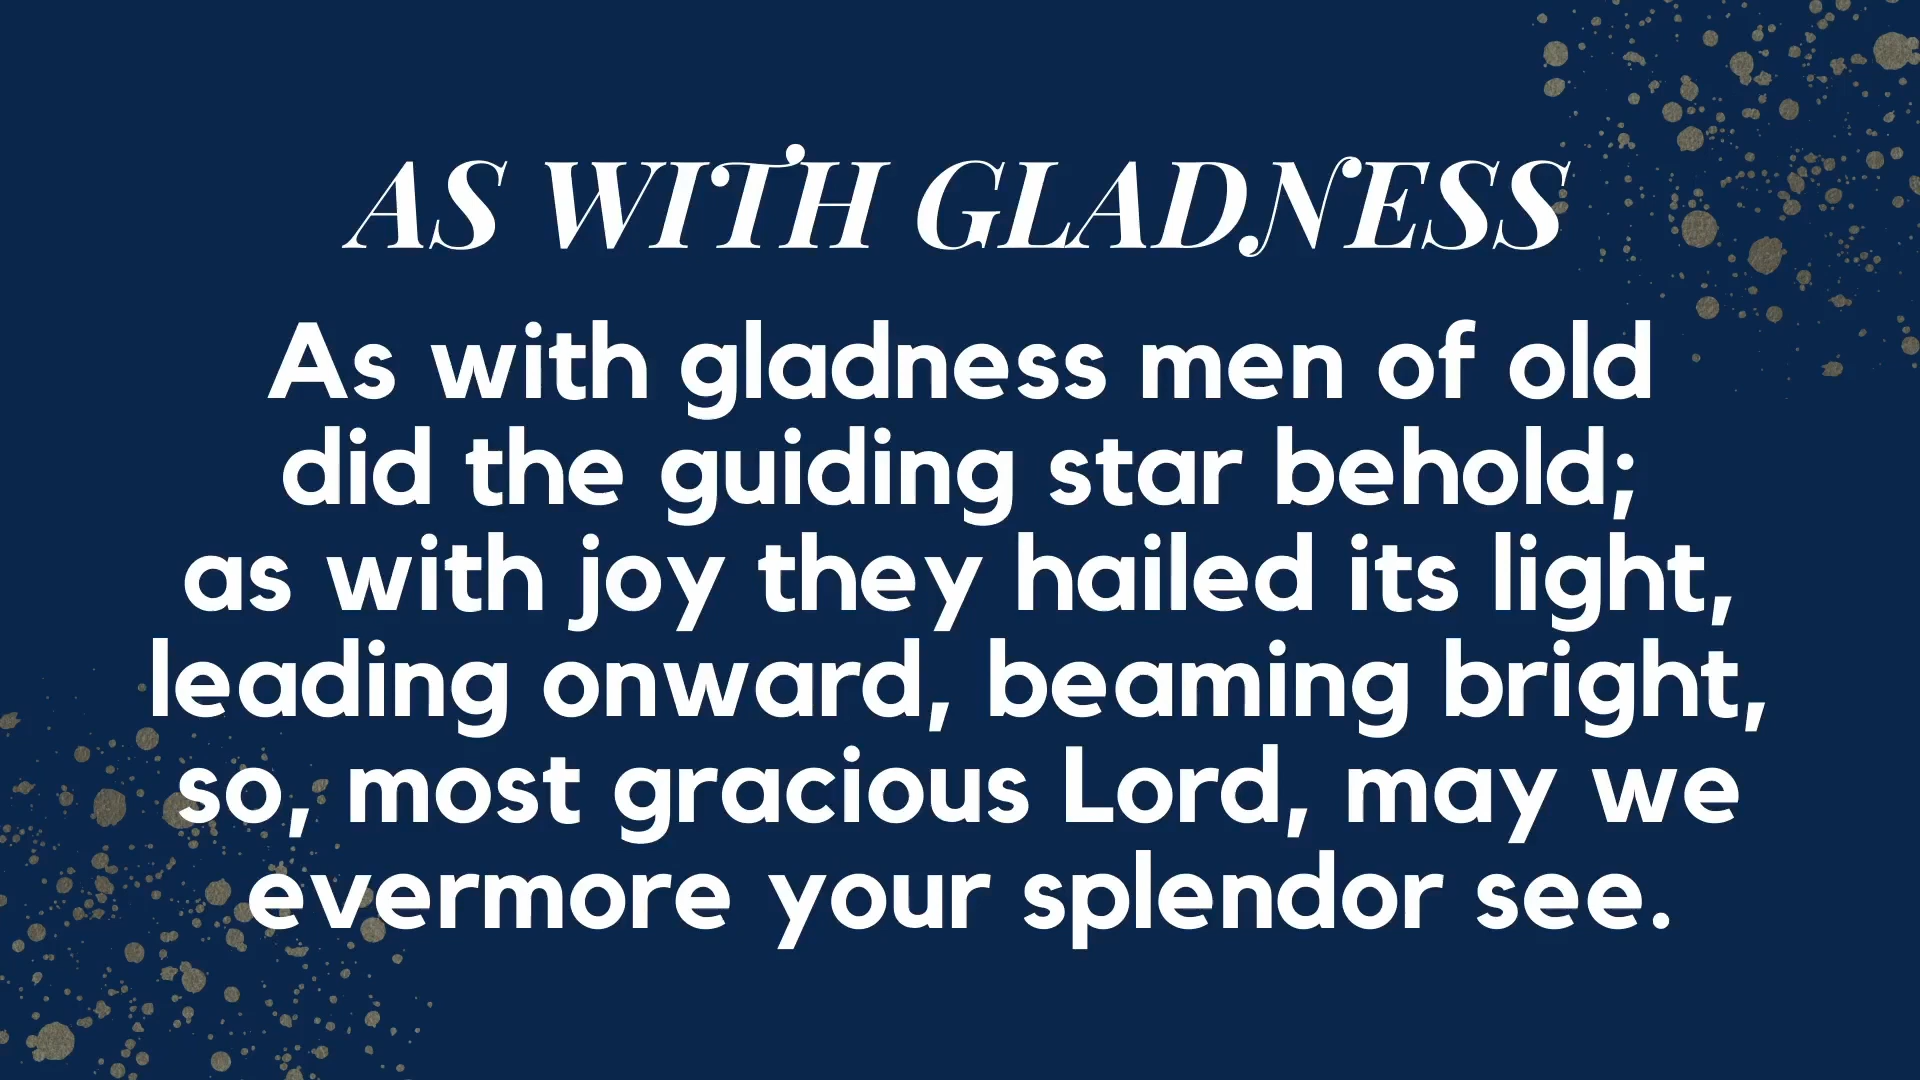 AS WITH GLADNESS
As with gladness men of old
did the guiding star behold;
as with joy they hailed its light,
leading onward, beaming bright,
so, most gracious Lord, may we
evermore your splendor see.